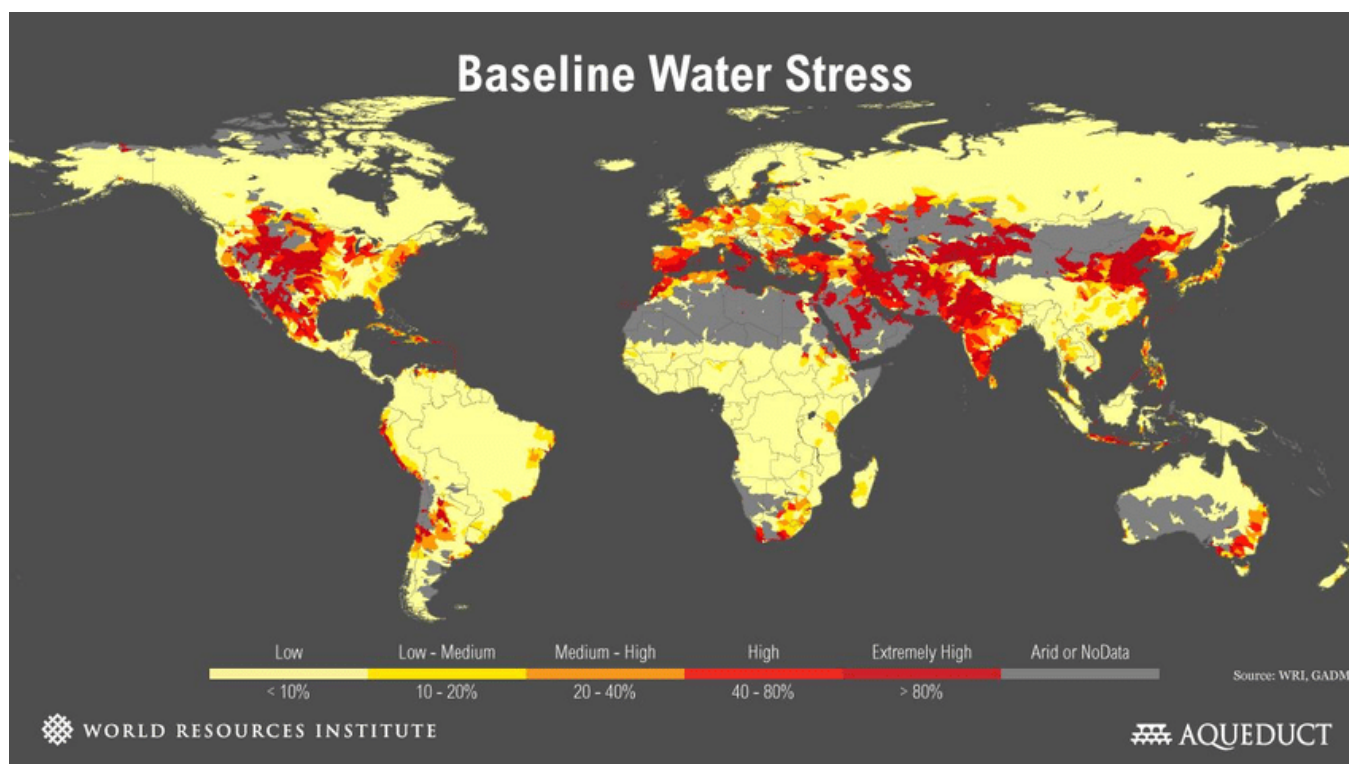 Baseline Water Stress
Low Low - Medium Medium - High High Extremely High Arid or NoData
< 10% 10 - 20% 20 - 40% 40 - 80% > 80%
Source: WRI, GADM
WORLD RESOURCES INSTITUTE
AQUEDUCT